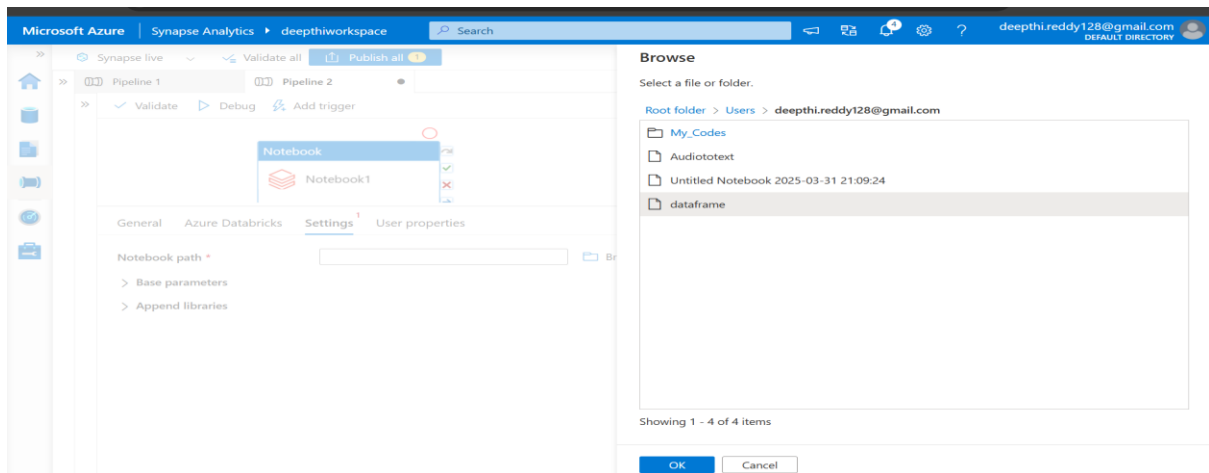 Microsoft Azure | Synapse Analytics ▸ deepthiworkspace
Search
4
deepthi.reddy128@gmail.com
DEFAULT DIRECTORY
Synapse live
Validate all
Publish all 1
Pipeline 1
Pipeline 2
Validate
Debug
Add trigger
Notebook
Notebook1
General
Azure Databricks
Settings 1
User properties
Notebook path *
Base parameters
Append libraries
Browse
Select a file or folder.
Root folder > Users > deepthi.reddy128@gmail.com
My_Codes
Audiototext
Untitled Notebook 2025-03-31 21:09:24
dataframe
Showing 1 - 4 of 4 items
OK
Cancel